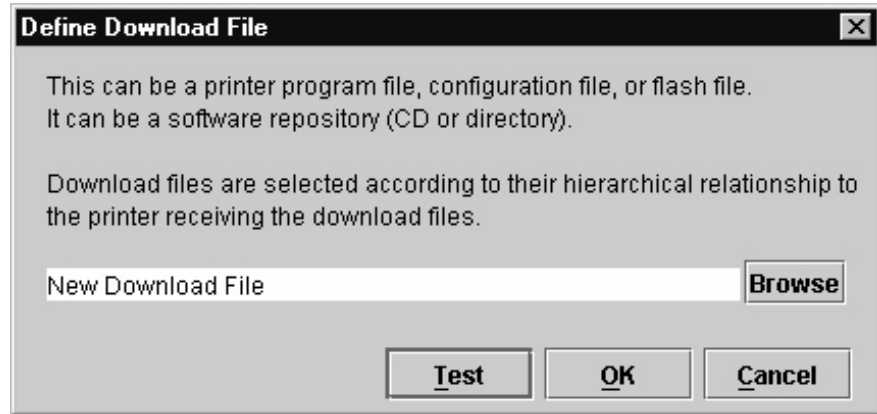 Define Download File
This can be a printer program file, configuration file, or flash file.
It can be a software repository (CD or directory).
Download files are selected according to their hierarchical relationship to
the printer receiving the download files.
New Download File Browse
Test OK Cancel